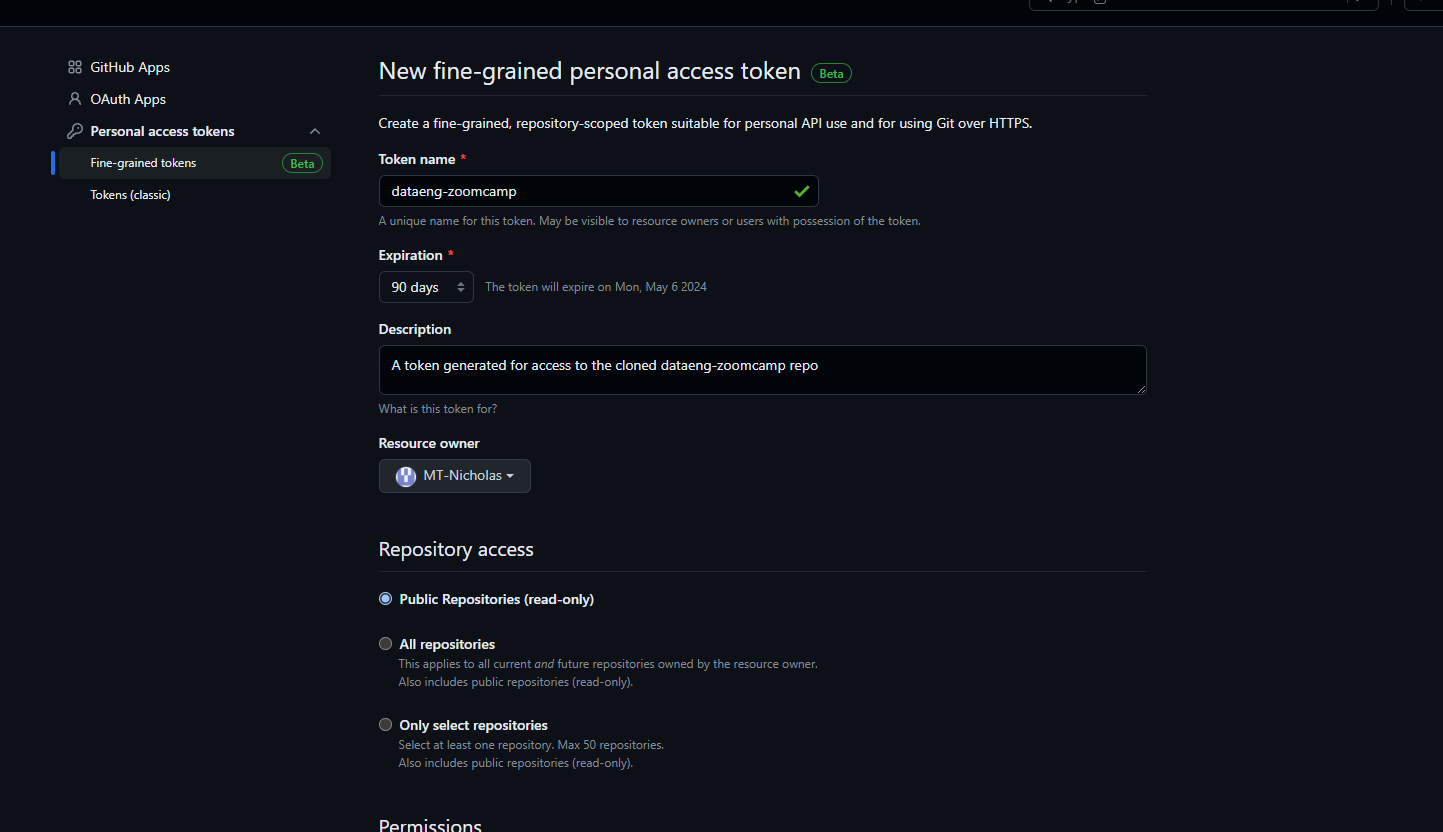 GitHub Apps
OAuth Apps
Personal access tokens
Fine-grained tokens Beta
Tokens (classic)
New fine-grained personal access token Beta
Create a fine-grained, repository-scoped token suitable for personal API use and for using Git over HTTPS.
Token name *
dataeng-zoomcamp
A unique name for this token. May be visible to resource owners or users with possession of the token.
Expiration *
90 days The token will expire on Mon, May 6 2024
Description
A token generated for access to the cloned dataeng-zoomcamp repo
What is this token for?
Resource owner
MT-Nicholas
Repository access
Public Repositories (read-only)
All repositories
This applies to all current and future repositories owned by the resource owner.
Also includes public repositories (read-only).
Only select repositories
Select at least one repository. Max 50 repositories.
Also includes public repositories (read-only).
Permissions